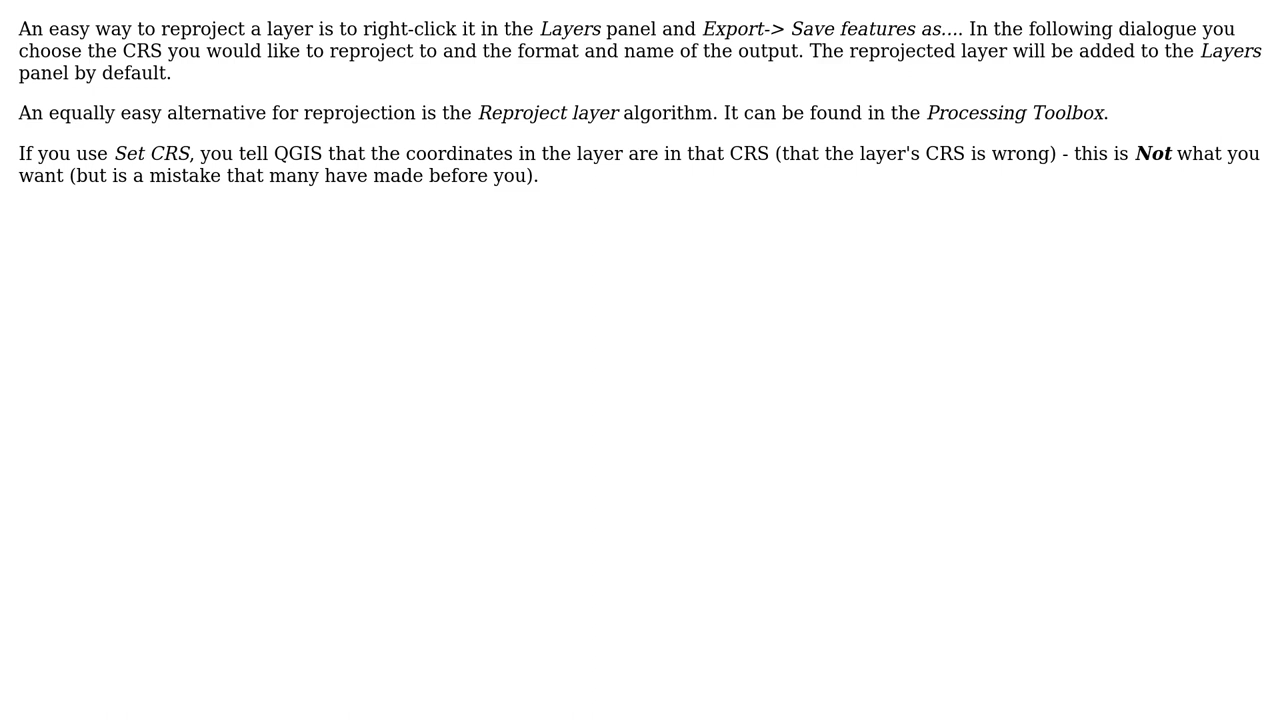 An easy way to reproject a layer is to right-click it in the Layers panel and Export-> Save features as.... In the following dialogue you
choose the CRS you would like to reproject to and the format and name of the output. The reprojected layer will be added to the Layers
panel by default.
An equally easy alternative for reprojection is the Reproject layer algorithm. It can be found in the Processing Toolbox.
If you use Set CRS, you tell QGIS that the coordinates in the layer are in that CRS (that the layer's CRS is wrong) - this is Not what you
want (but is a mistake that many have made before you).